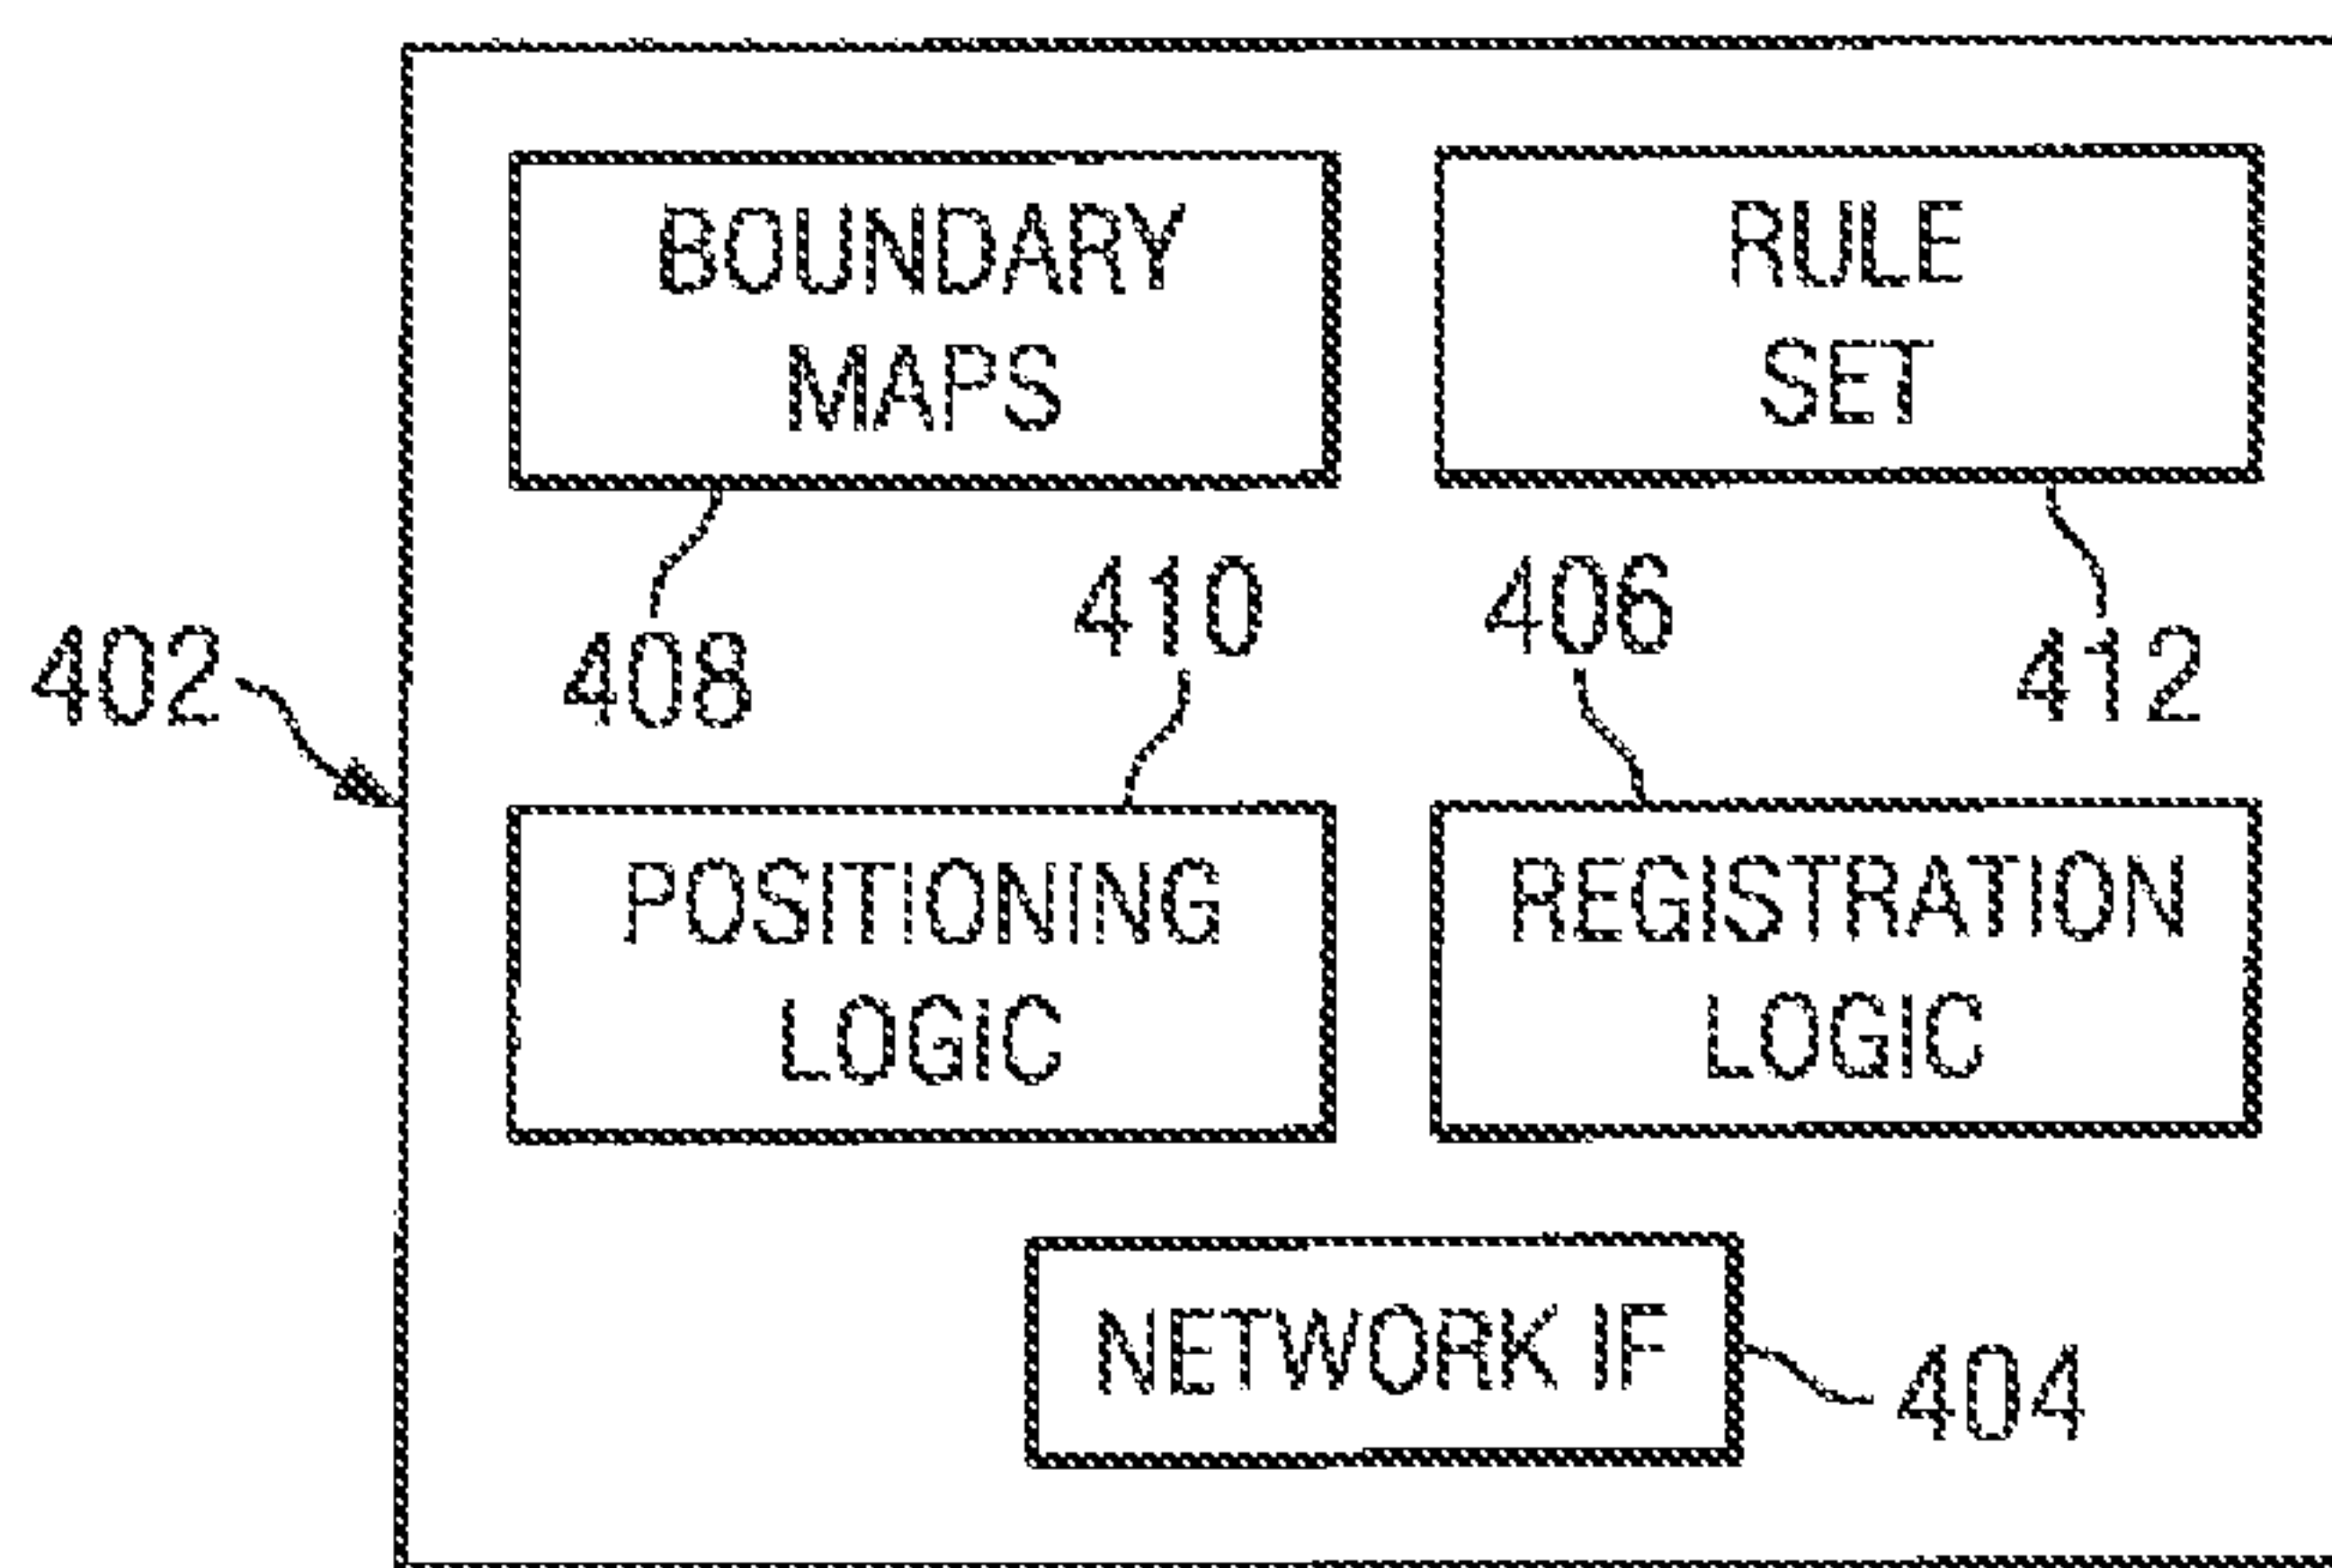 BOUNDARY
MAPS
RULE
SET
408
410
406
412
402
POSITIONING
LOGIC
REGISTRATION
LOGIC
NETWORK IF
404